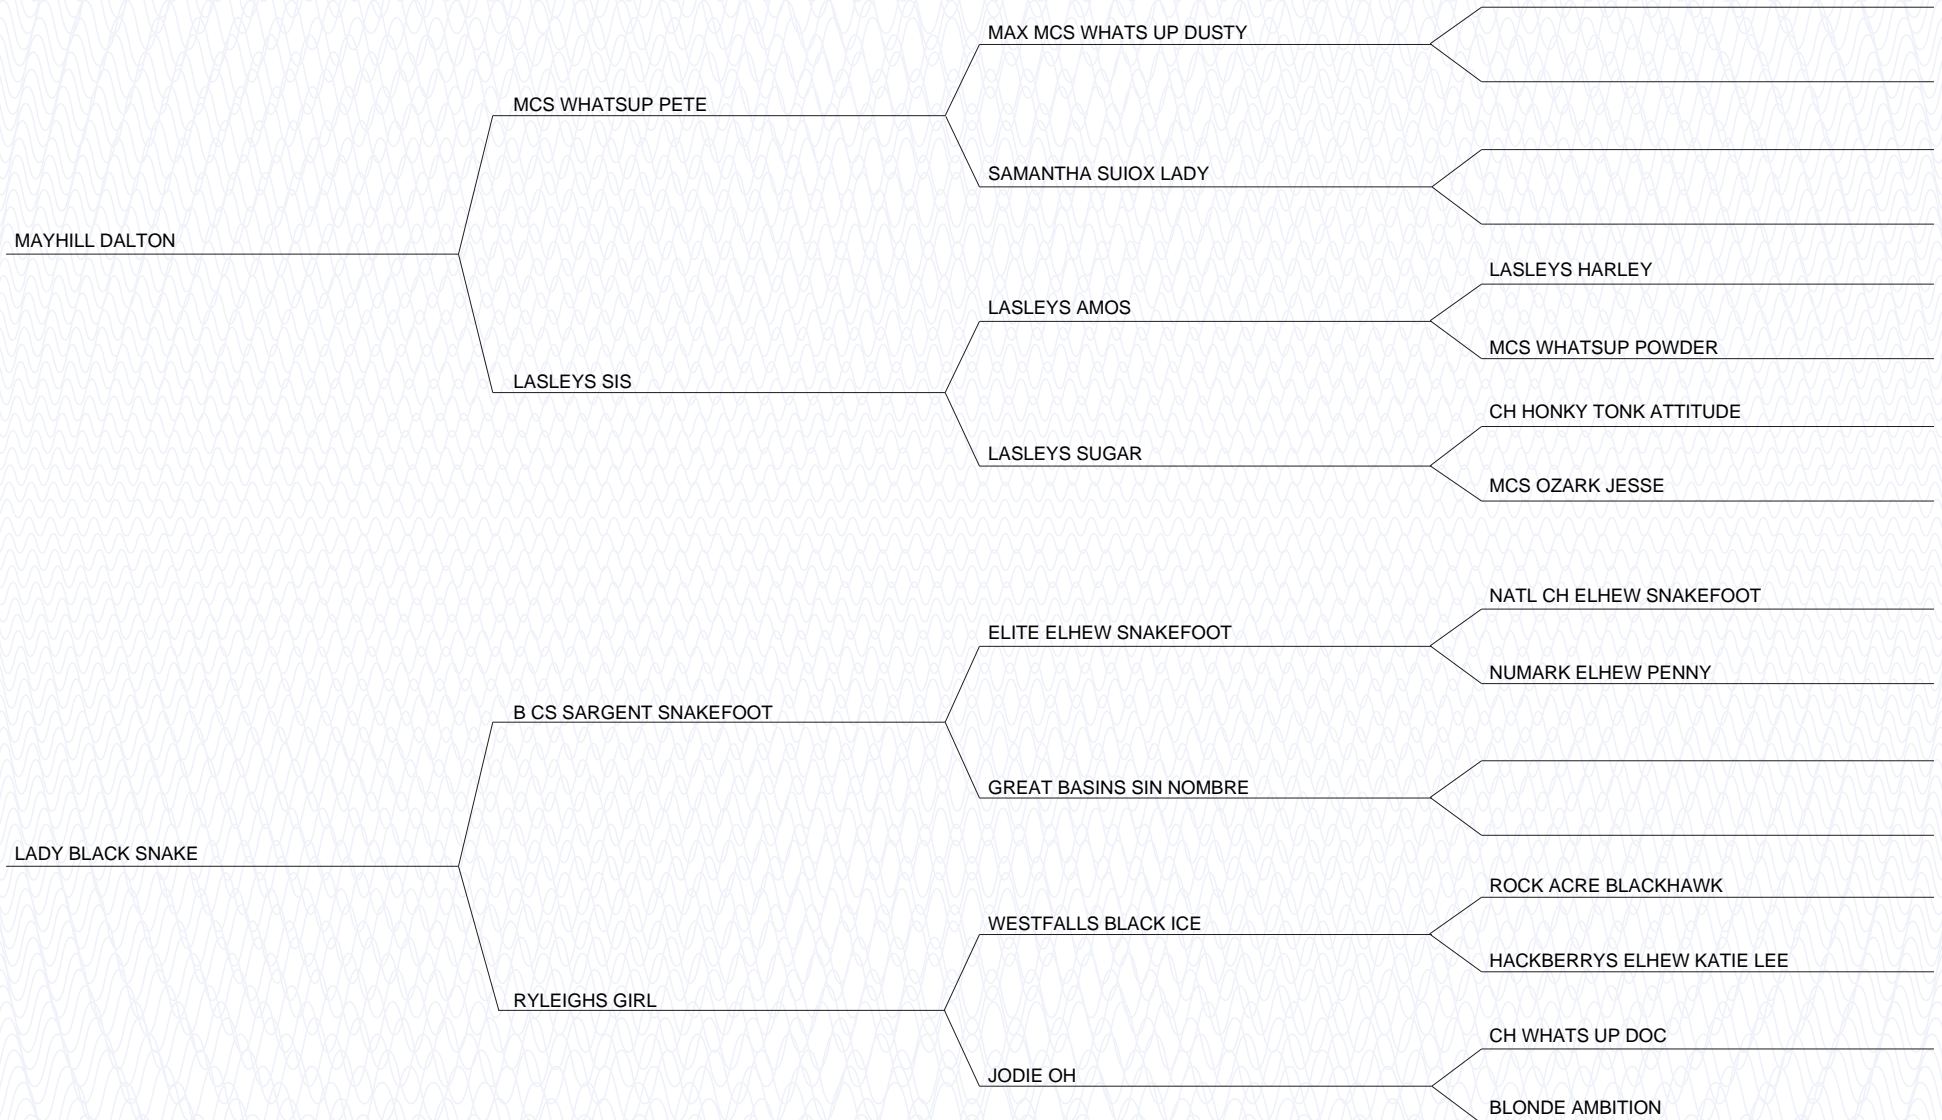 MAX MCS WHATS UP DUSTY
MCS WHATSUP PETE
SAMANTHA SUIOX LADY
MAYHILL DALTON
LASLEYS HARLEY
LASLEYS AMOS
MCS WHATSUP POWDER
LASLEYS SIS
CH HONKY TONK ATTITUDE
LASLEYS SUGAR
MCS OZARK JESSE
NATL CH ELHEW SNAKEFOOT
ELITE ELHEW SNAKEFOOT
NUMARK ELHEW PENNY
B CS SARGENT SNAKEFOOT
GREAT BASINS SIN NOMBRE
LADY BLACK SNAKE
ROCK ACRE BLACKHAWK
WESTFALLS BLACK ICE
HACKBERRYS ELHEW KATIE LEE
RYLEIGHS GIRL
CH WHATS UP DOC
JODIE OH
BLONDE AMBITION